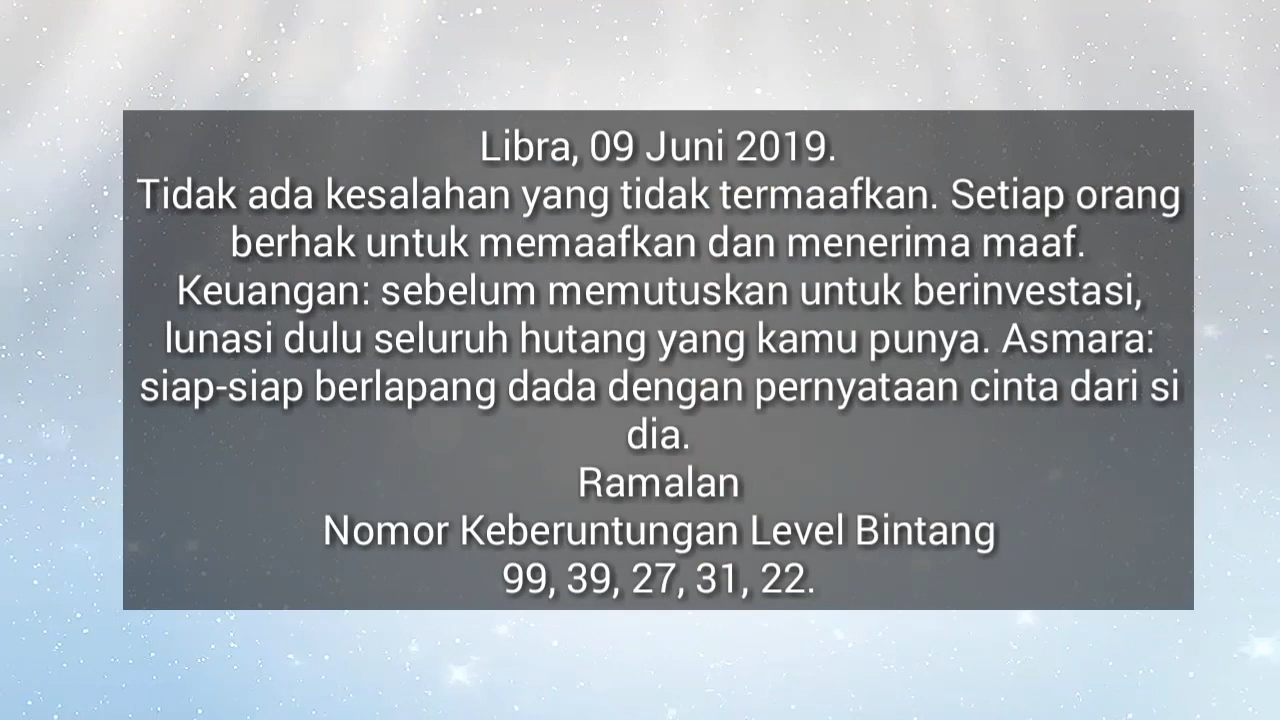 Libra, 09 Juni 2019.
Tidak ada kesalahan yang tidak termaafkan. Setiap orang
berhak untuk memaafkan dan menerima maaf.
Keuangan: sebelum memutuskan untuk berinvestasi,
lunasi dulu seluruh hutang yang kamu punya. Asmara:
siap-siap berlapang dada dengan pernyataan cinta dari si
dia.
Ramalan
Nomor Keberuntungan Level Bintang
99, 39, 27, 31, 22.